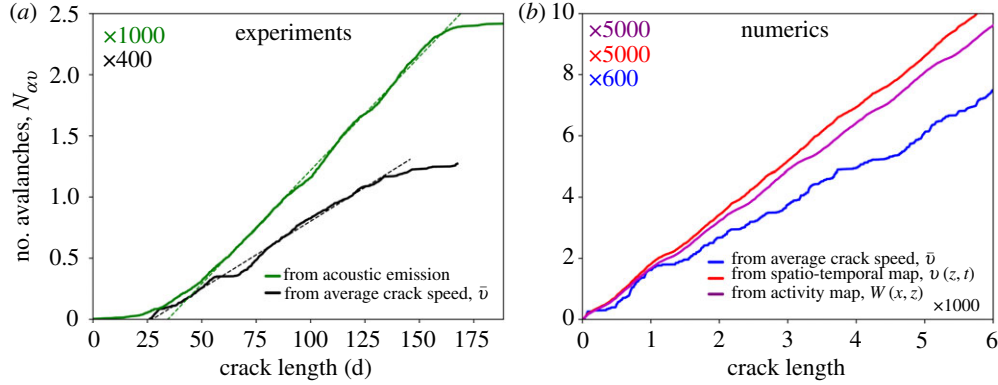 (a)
experiments
×1000
×400
no. avalanches, Nαυ
2.5
2.0
1.5
1.0
0.5
0
from acoustic emission
from average crack speed, ῡ
0 25 50 75 100 125 150 175
crack length (d)
(b)
numerics
×5000
×5000
×600
10
8
6
4
2
0
from average crack speed, ῡ
from spatio-temporal map, υ (z, t)
from activity map, W (x, z)
×1000
0 1 2 3 4 5 6
crack length